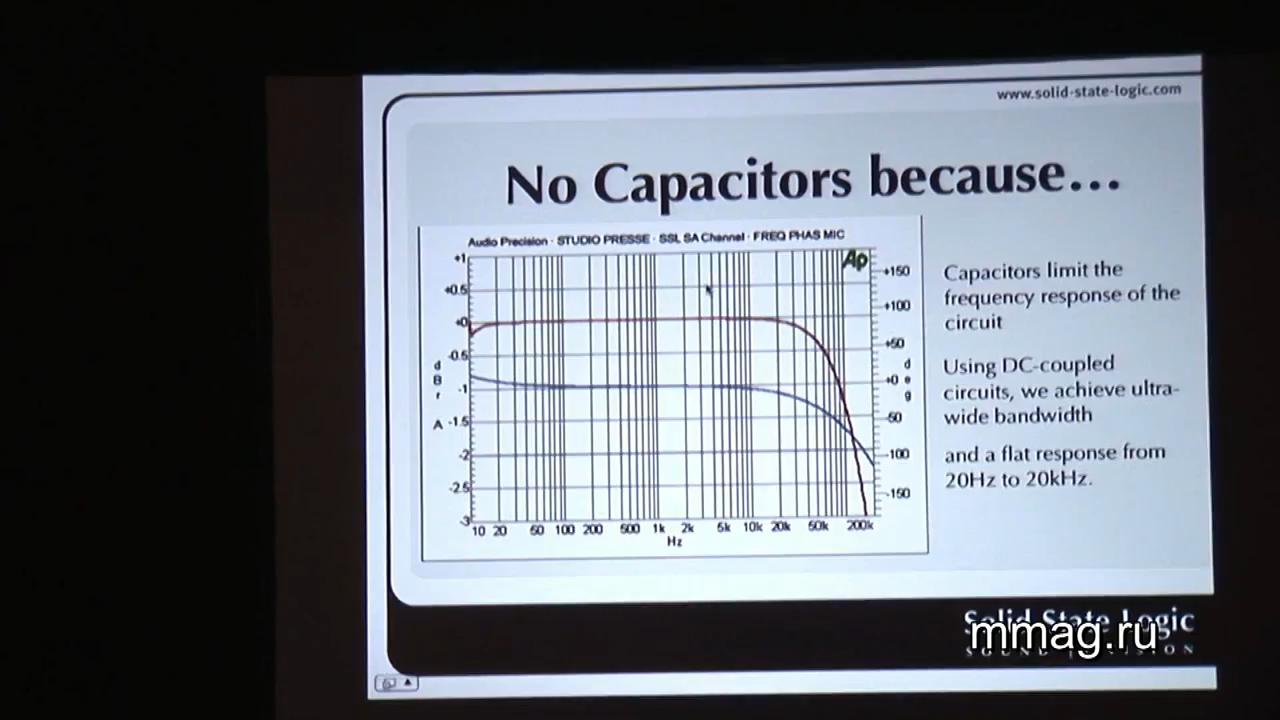 www.solid-state-logic.com
No Capacitors because...
Audio Precision · STUDIO PRESSE · SSL SA Channel · FREQ PHAS MIC
Ap
+1
+0.5
+0
-0.5
-1
-1.5
-2
-2.5
-3
d
B
r
A
+150
+100
+50
+0
-50
-100
-150
d
e
g
10 20 50 100 200 500 1k 2k 5k 10k 20k 50k 200k
Hz
Capacitors limit the
frequency response of the
circuit
Using DC-coupled
circuits, we achieve ultra-
wide bandwidth
and a flat response from
20Hz to 20kHz.
Solid State Logic
mmag.ru